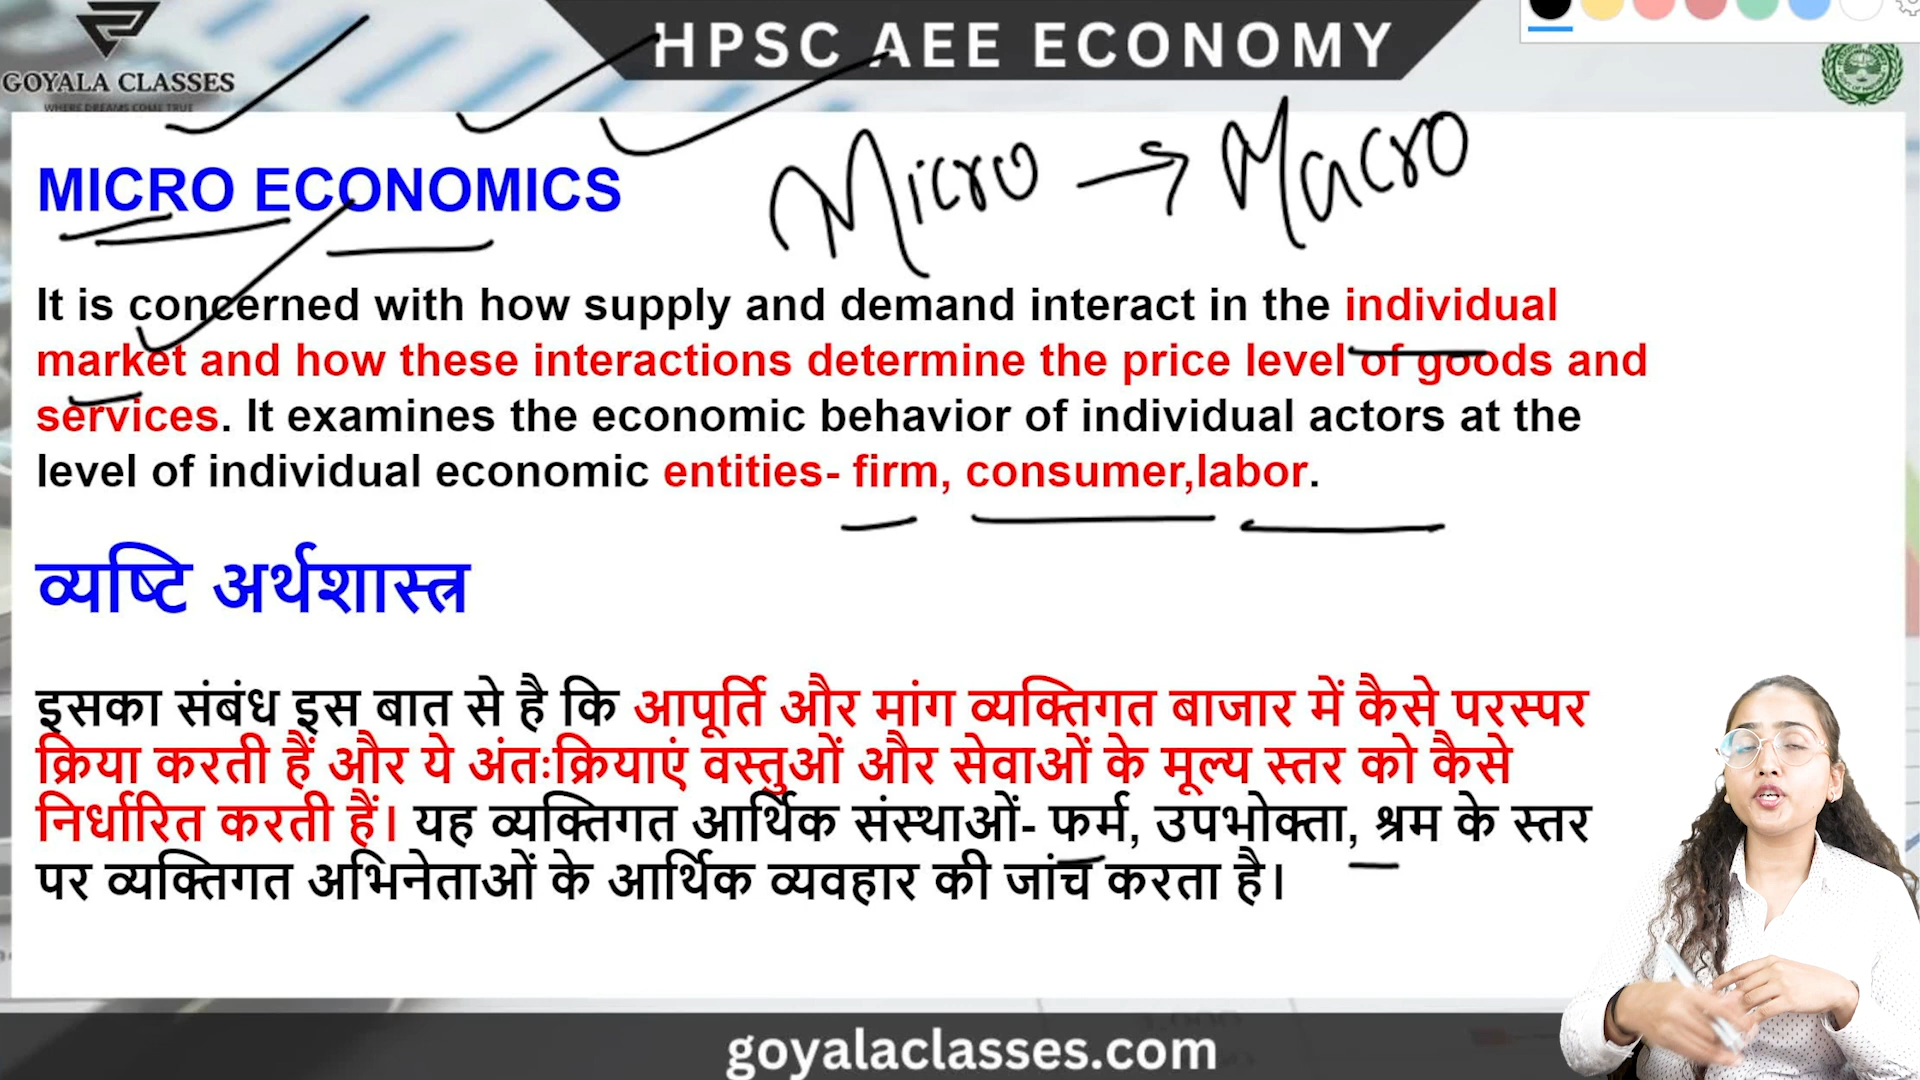 HPSC AEE ECONOMY
GOYALA CLASSES
WHERE DREAMS COME TRUE
Micro → Macro
MICRO ECONOMICS
It is concerned with how supply and demand interact in the individual
market and how these interactions determine the price level of goods and
services. It examines the economic behavior of individual actors at the
level of individual economic entities- firm, consumer,labor.
व्यष्टि अर्थशास्त्र
इसका संबंध इस बात से है कि आपूर्ति और मांग व्यक्तिगत बाजार में कैसे परस्पर
क्रिया करती हैं और ये अंतःक्रियाएं वस्तुओं और सेवाओं के मूल्य स्तर को कैसे
निर्धारित करती हैं। यह व्यक्तिगत आर्थिक संस्थाओं- फर्म, उपभोक्ता, श्रम के स्तर
पर व्यक्तिगत अभिनेताओं के आर्थिक व्यवहार की जांच करता है।
goyalaclasses.com